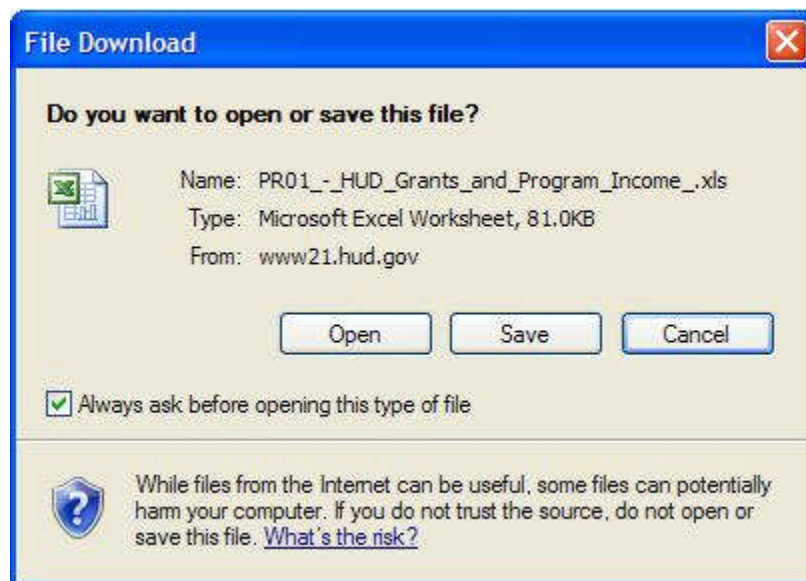 File Download
Do you want to open or save this file?
Name: PR01_-_HUD_Grants_and_Program_Income_.xls
Type: Microsoft Excel Worksheet, 81.0KB
From: www21.hud.gov
Open Save Cancel
Always ask before opening this type of file
While files from the Internet can be useful, some files can potentially
harm your computer. If you do not trust the source, do not open or
save this file. What's the risk?